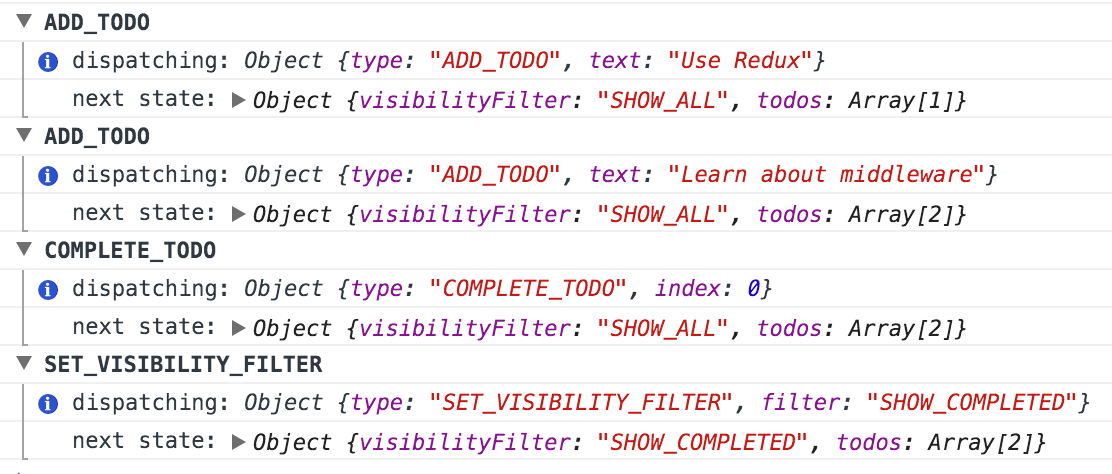 ▼ ADD_TODO
i dispatching: Object {type: "ADD_TODO", text: "Use Redux"}
next state: ▶ Object {visibilityFilter: "SHOW_ALL", todos: Array[1]}
▼ ADD_TODO
i dispatching: Object {type: "ADD_TODO", text: "Learn about middleware"}
next state: ▶ Object {visibilityFilter: "SHOW_ALL", todos: Array[2]}
▼ COMPLETE_TODO
i dispatching: Object {type: "COMPLETE_TODO", index: 0}
next state: ▶ Object {visibilityFilter: "SHOW_ALL", todos: Array[2]}
▼ SET_VISIBILITY_FILTER
i dispatching: Object {type: "SET_VISIBILITY_FILTER", filter: "SHOW_COMPLETED"}
next state: ▶ Object {visibilityFilter: "SHOW_COMPLETED", todos: Array[2]}